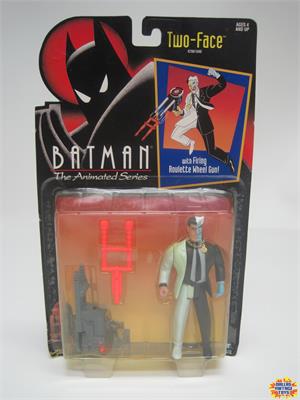 AGES 4
AND UP
Two-Face
with Firing
Roulette Wheel Gun!
BATMAN
The Animated Series